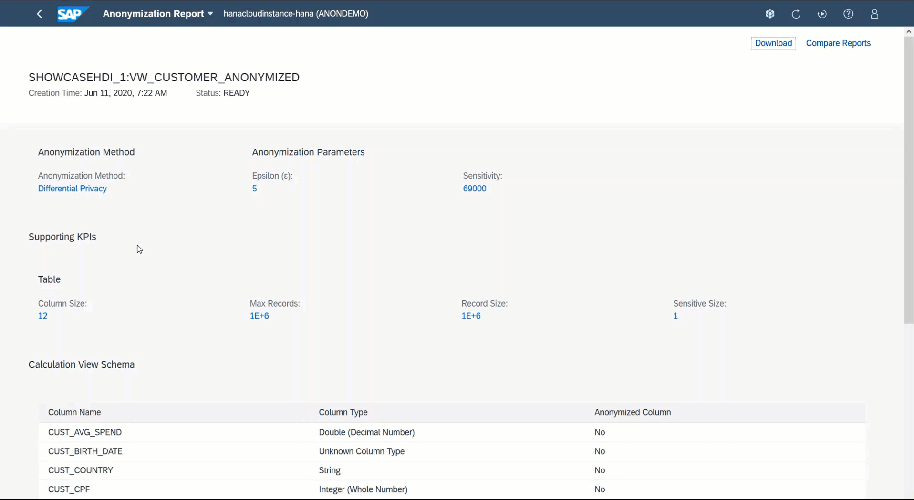 SAP Anonymization Report hanacloudinstance-hana (ANONDEMO)
Download Compare Reports
SHOWCASEHDI_1:VW_CUSTOMER_ANONYMIZED
Creation Time: Jun 11, 2020, 7:22 AM Status: READY
Anonymization Method Anonymization Parameters
Anonymization Method: Epsilon (ε): Sensitivity:
Differential Privacy 5 69000
Supporting KPIs
Table
Column Size: Max Records: Record Size: Sensitive Size:
12 1E+6 1E+6 1
Calculation View Schema
Column Name Column Type Anonymized Column
CUST_AVG_SPEND Double (Decimal Number) No
CUST_BIRTH_DATE Unknown Column Type No
CUST_COUNTRY String No
CUST_CPF Integer (Whole Number) No